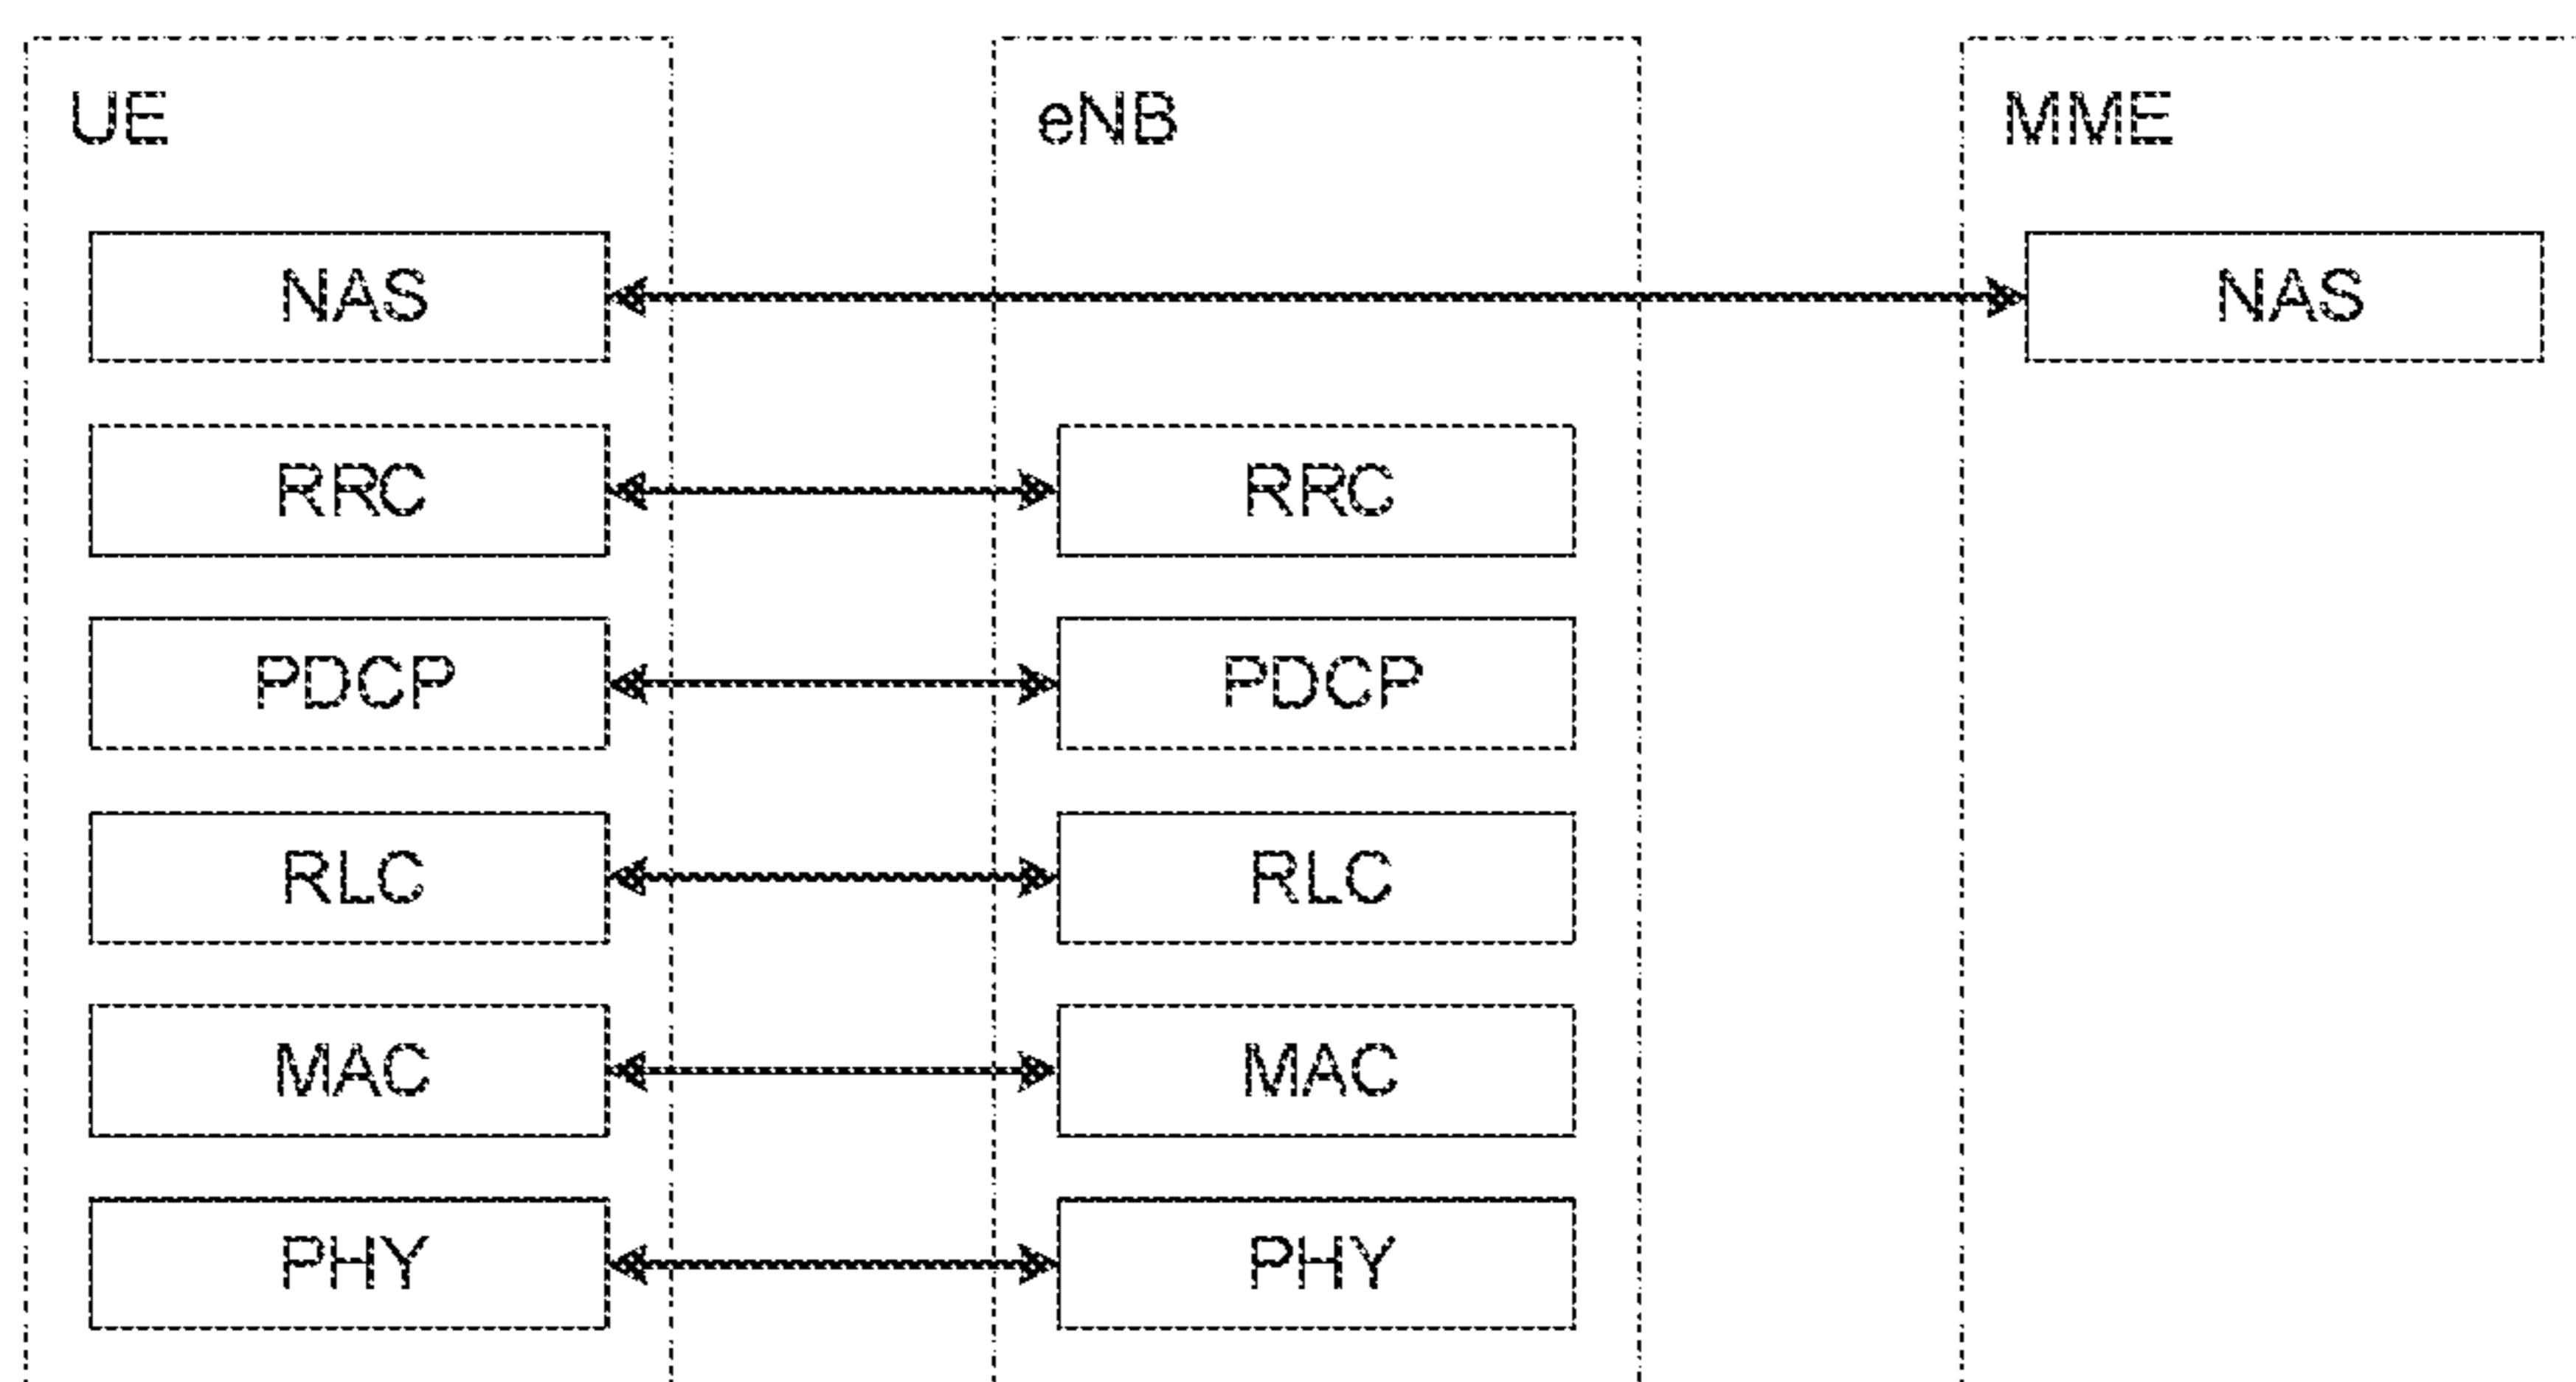 UE eNB MME
NAS NAS
RRC RRC
PDCP PDCP
RLC RLC
MAC MAC
PHY PHY